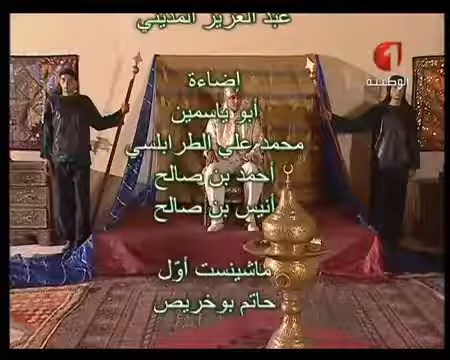 عبد العزيز المديني
إضاءة
أبو ياسمين
محمد علي الطرابلسي
أحمد بن صالح
أنيس بن صالح
ماشينست أوّل
حاتم بوخريص
الوطنية
1